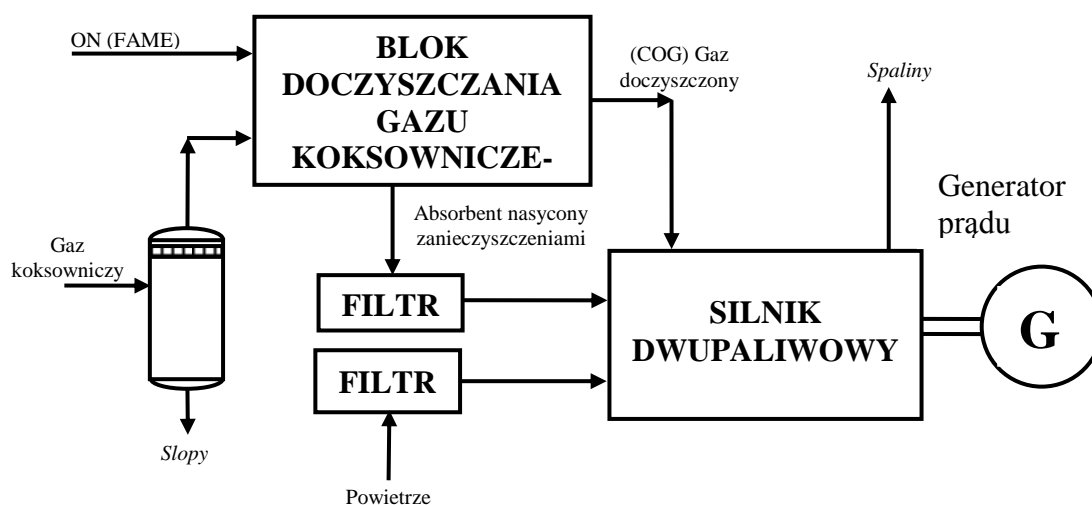 ON (FAME)
BLOK
DOCZYSZCZANIA
GAZU
KOKSOWNICZE-
(COG) Gaz
doczyszczony
Spaliny
Generator
prądu
Absorbent nasycony
zanieczyszczeniami
Gaz
koksowniczy
FILTR
SILNIK
DWUPALIWOWY
G
FILTR
Slopy
Powietrze